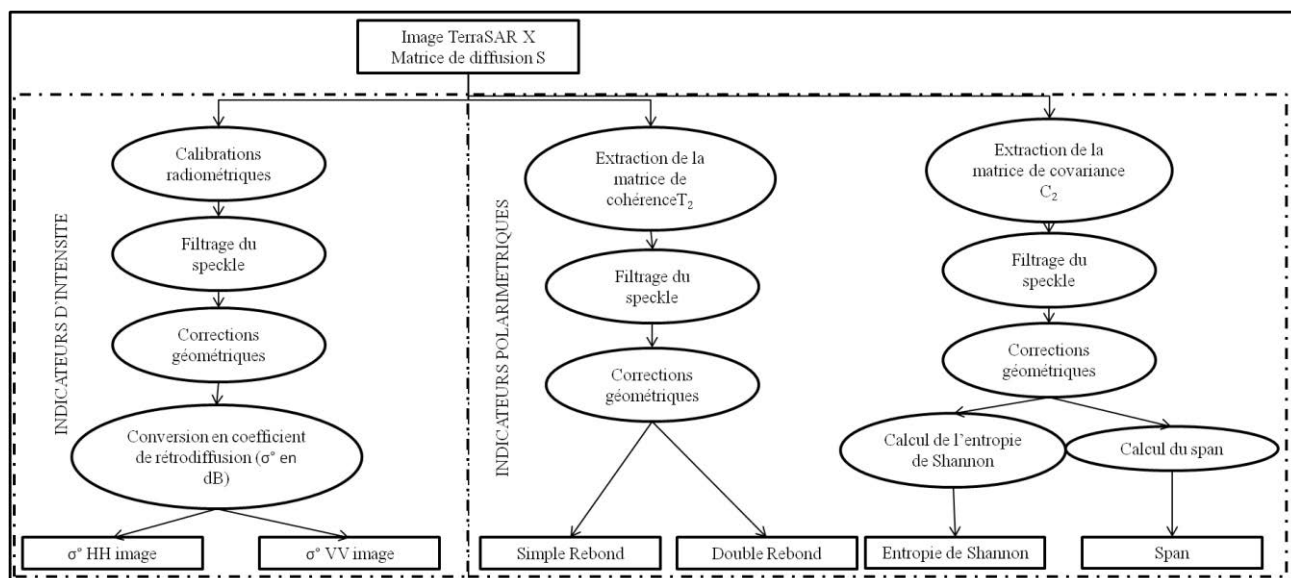 Image TerraSAR X
Matrice de diffusion S
INDICATEURS D'INTENSITE
Calibrations
radiométriques
Filtrage du
speckle
Corrections
géométriques
Conversion en coefficient
de rétrodiffusion (σ° en
dB)
σ° HH image
σ° VV image
INDICATEURS POLARIMETRIQUES
Extraction de la
matrice de
cohérenceT₂
Filtrage du
speckle
Corrections
géométriques
Simple Rebond
Double Rebond
Extraction de la
matrice de covariance
C₂
Filtrage du
speckle
Corrections
géométriques
Calcul de l'entropie
de Shannon
Calcul du span
Entropie de Shannon
Span